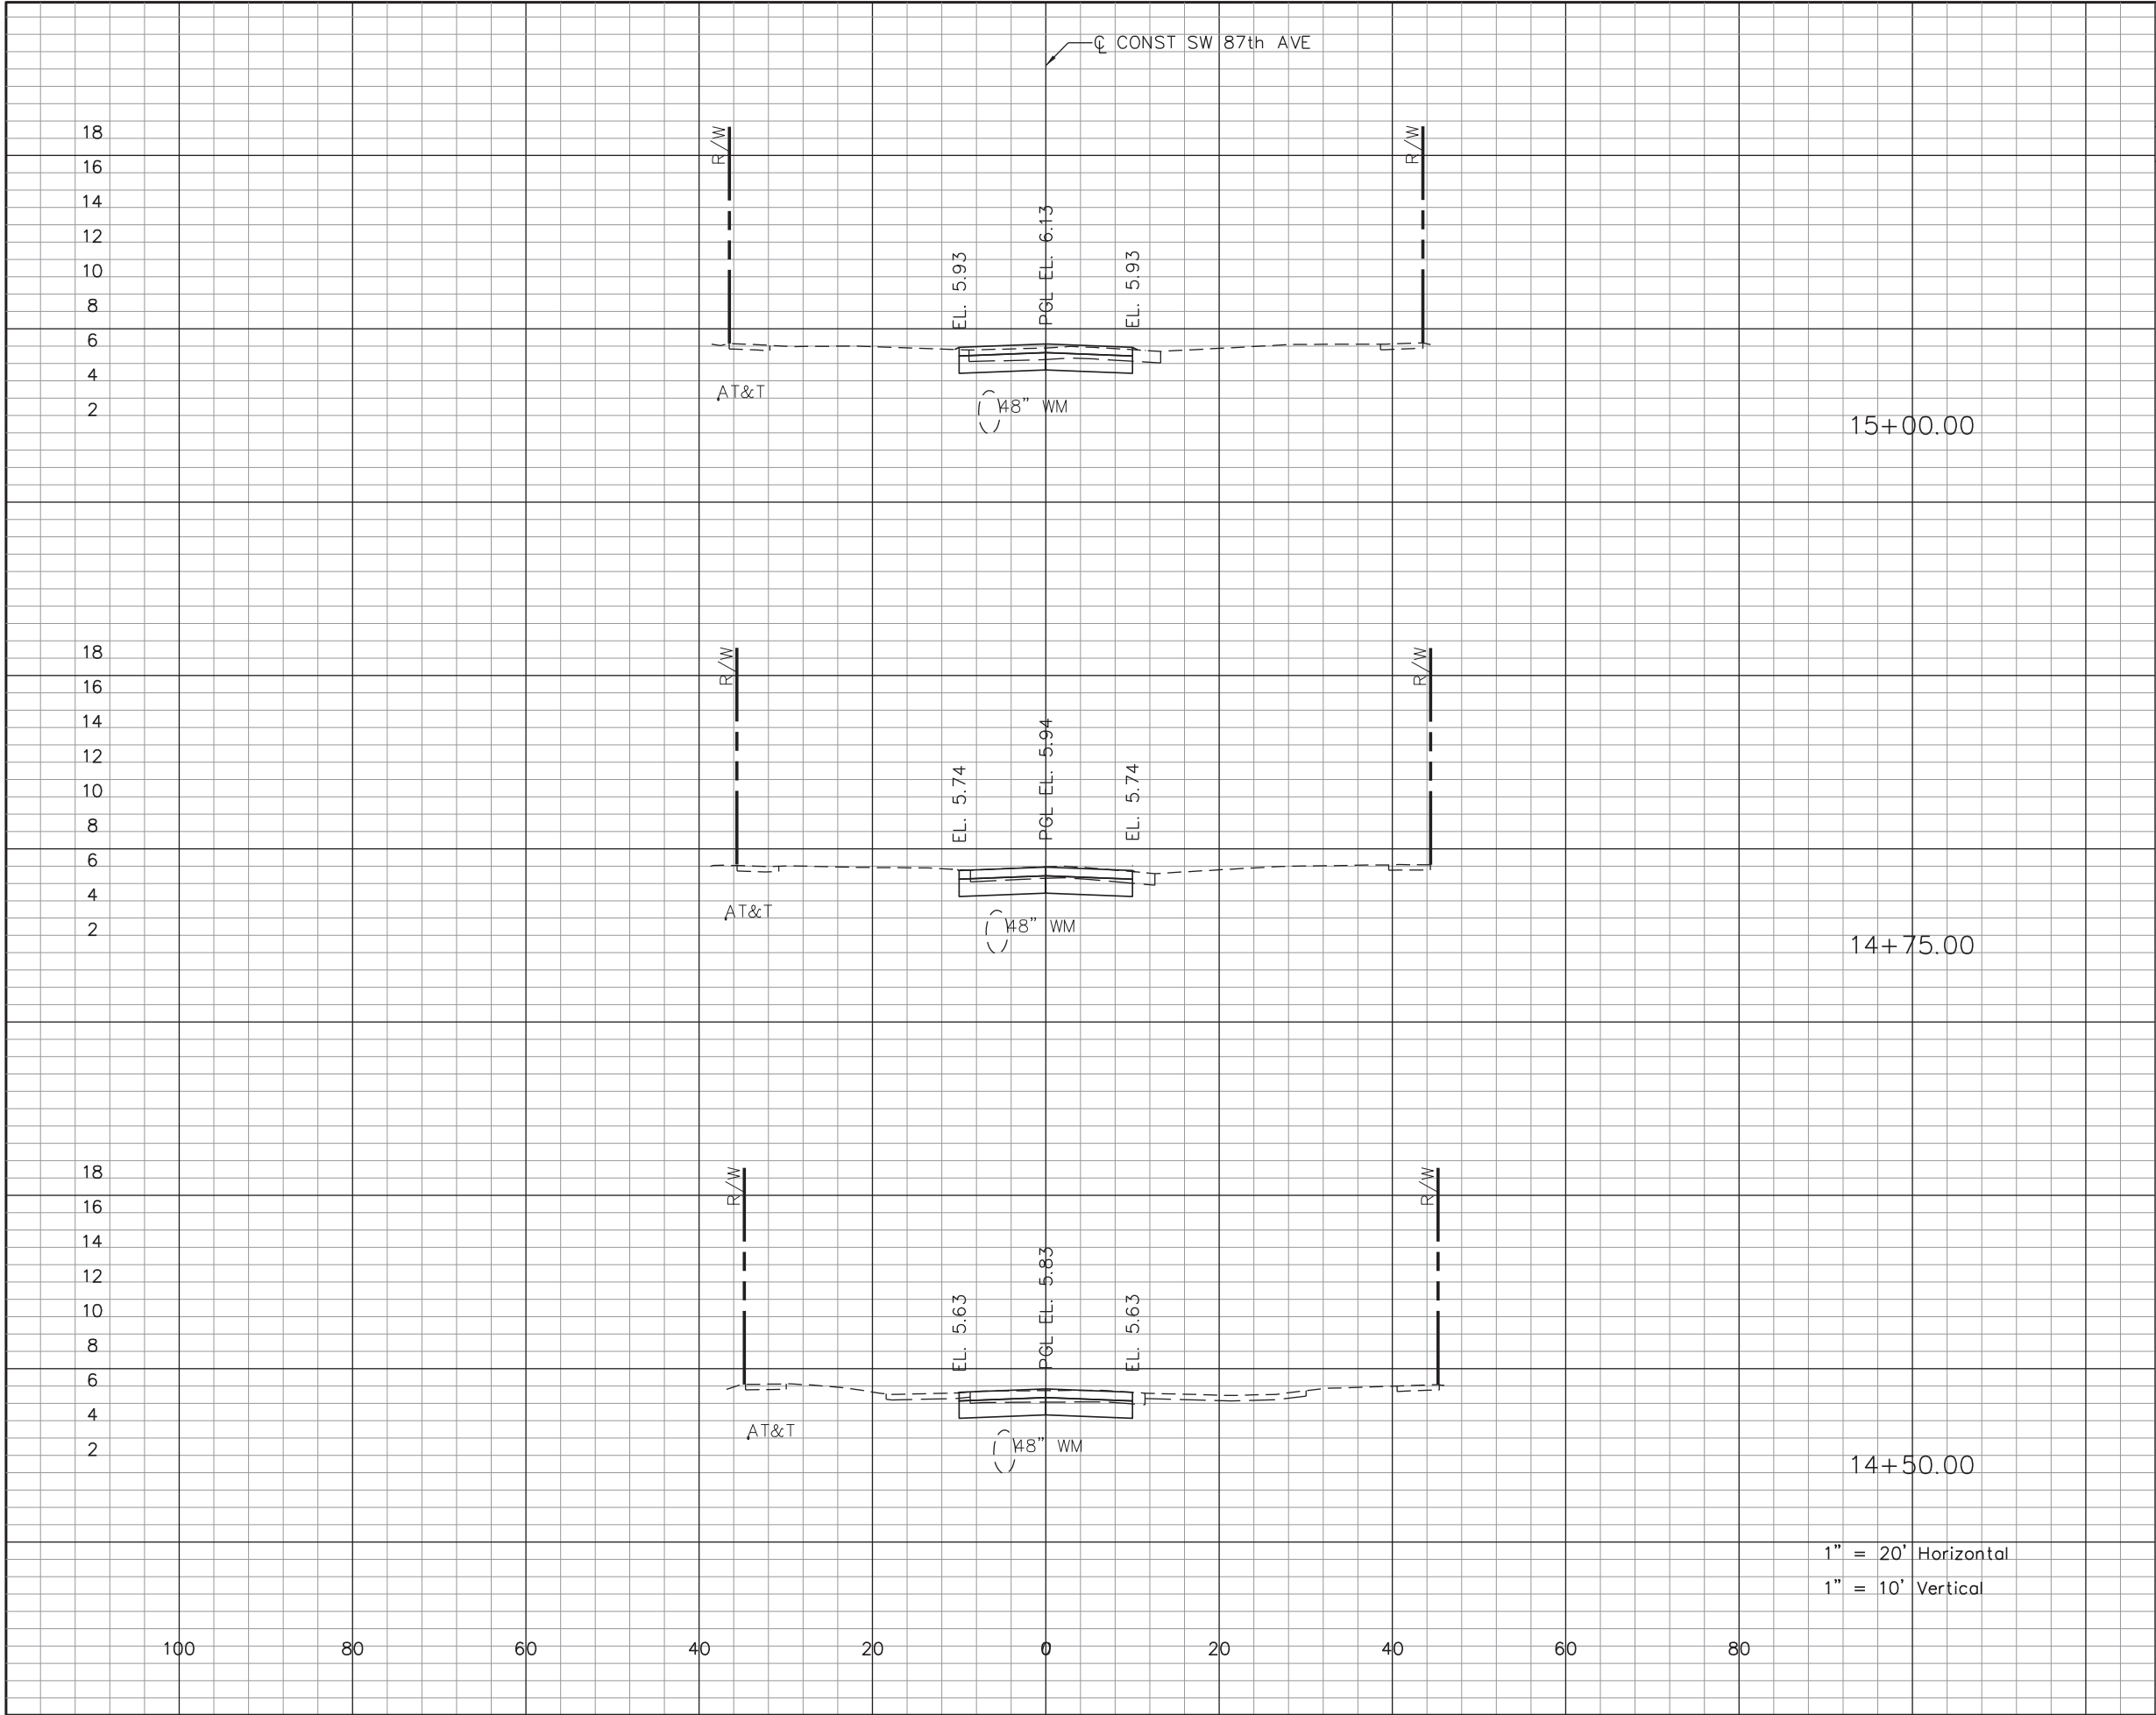 ℄ CONST SW 87th AVE
R/W
R/W
18
16
14
12
10
8
6
4
2
EL. 5.93
PGL EL. 6.13
EL. 5.93
AT&T
48" WM
15+00.00
R/W
R/W
18
16
14
12
10
8
6
4
2
EL. 5.74
PGL EL. 5.94
EL. 5.74
AT&T
48" WM
14+75.00
R/W
R/W
18
16
14
12
10
8
6
4
2
EL. 5.63
PGL EL. 5.83
EL. 5.63
AT&T
48" WM
14+50.00
1" = 20' Horizontal
1" = 10' Vertical
100 80 60 40 20 0 20 40 60 80